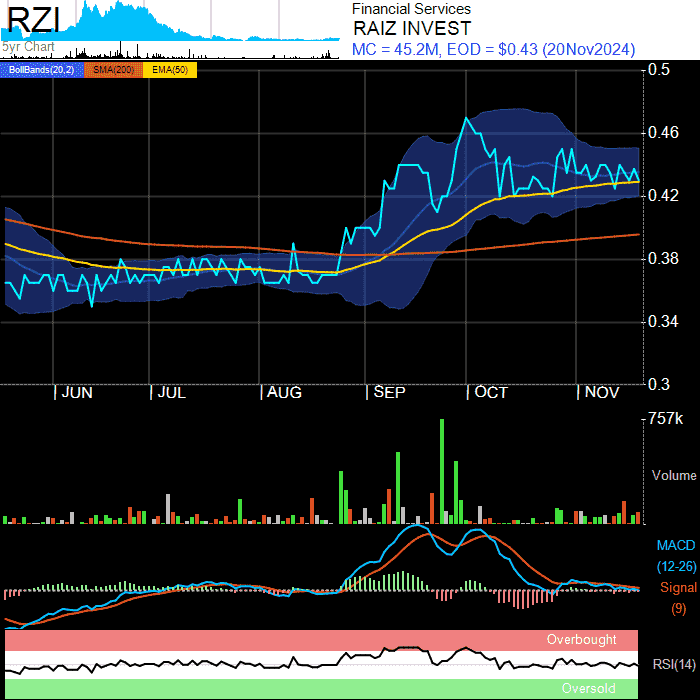 RZI
5yr Chart
Financial Services
RAIZ INVEST
MC = 45.2M, EOD = $0.43 (20Nov2024)
BollBands(20,2) SMA(200) EMA(50)
0.5
0.46
0.42
0.38
0.34
0.3
JUN JUL AUG SEP OCT NOV
757k
Volume
MACD
(12-26)
Signal
(9)
Overbought
RSI(14)
Oversold